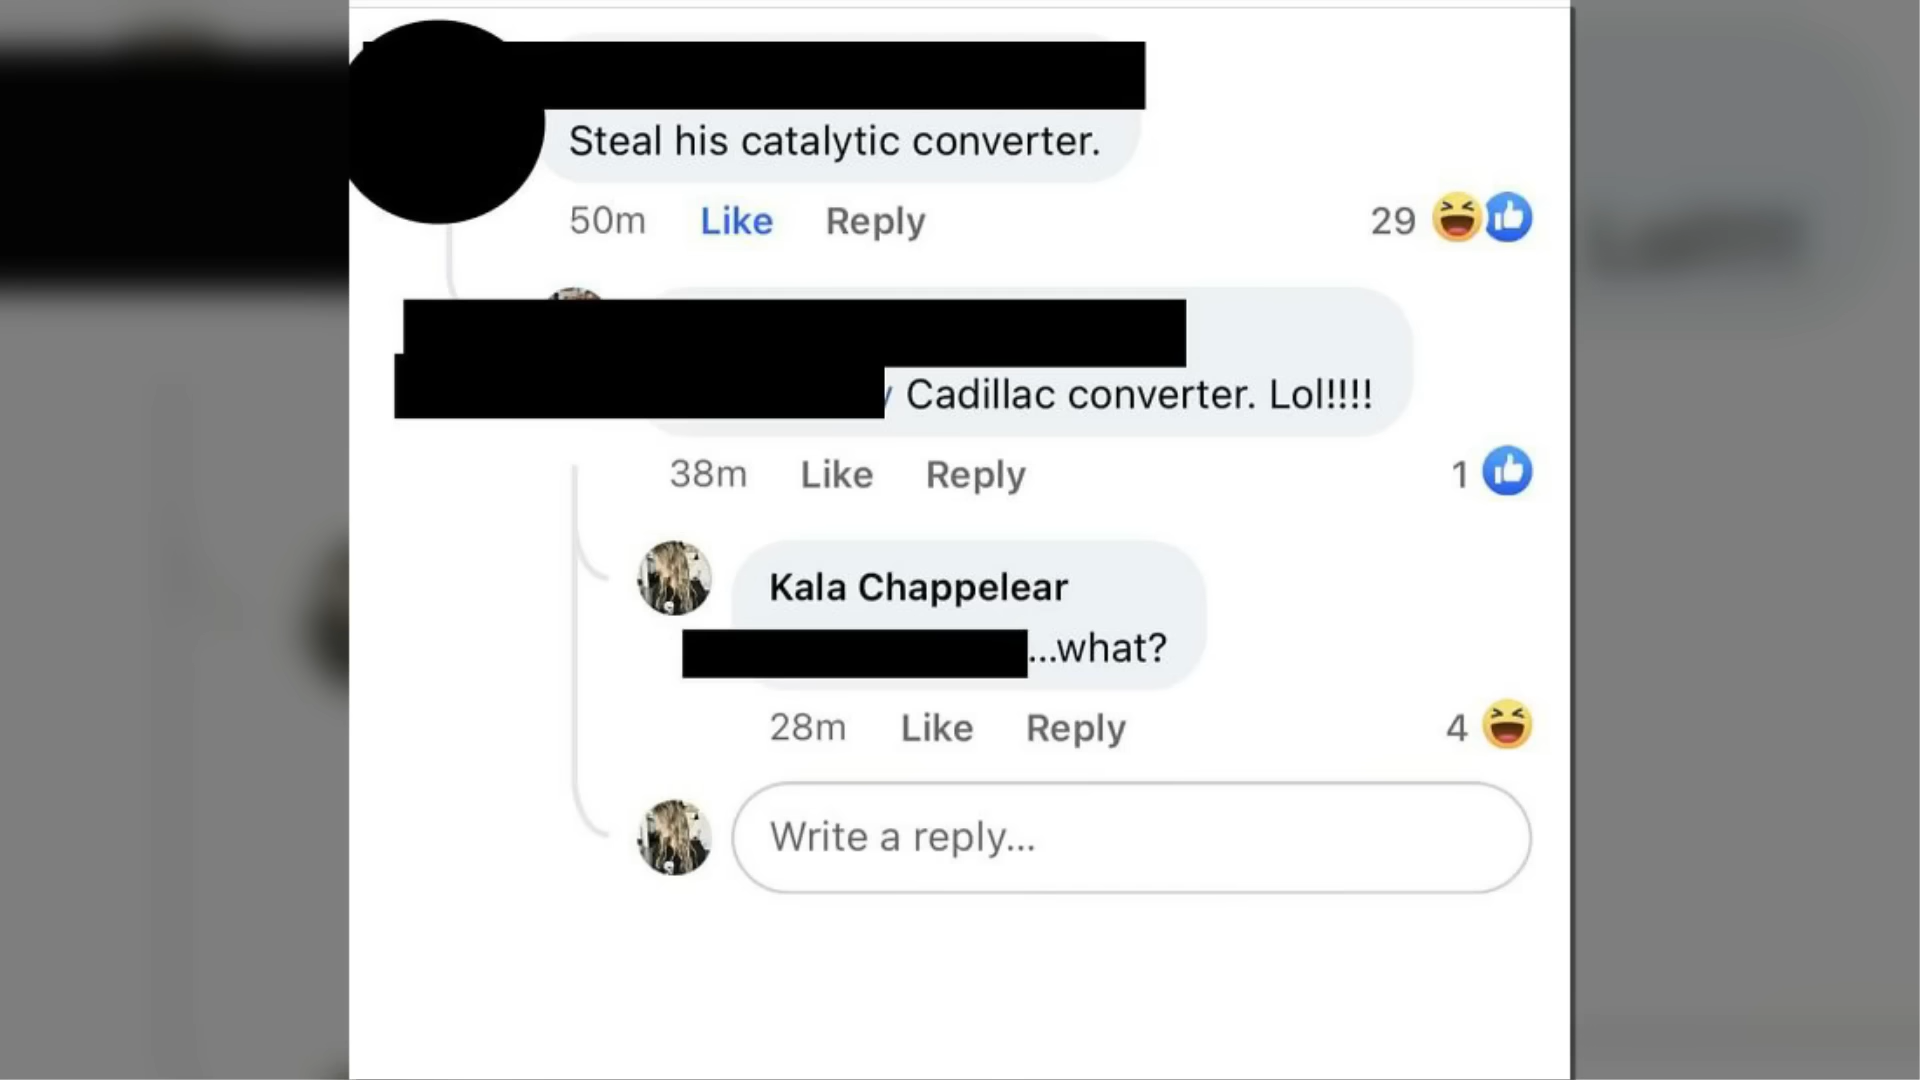 Steal his catalytic converter.
50m Like Reply 29
Cadillac converter. Lol!!!!
38m Like Reply 1
Kala Chappelear
...what?
28m Like Reply 4
Write a reply...